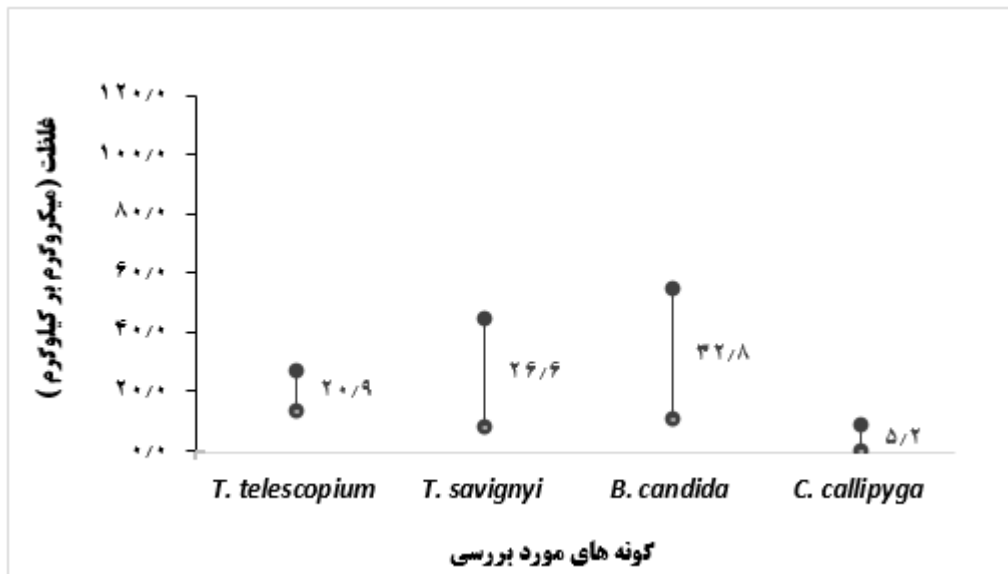 غلظت (میکروگرم بر کیلوگرم)
۱۲۰٫۰
۱۰۰٫۰
۸۰٫۰
۶۰٫۰
۴۰٫۰
۲۰٫۰
۰٫۰
۲۰٫۹
۲۶٫۶
۳۲٫۸
۵٫۲
T. telescopium
T. savignyi
B. candida
C. callipyga
گونه های مورد بررسی